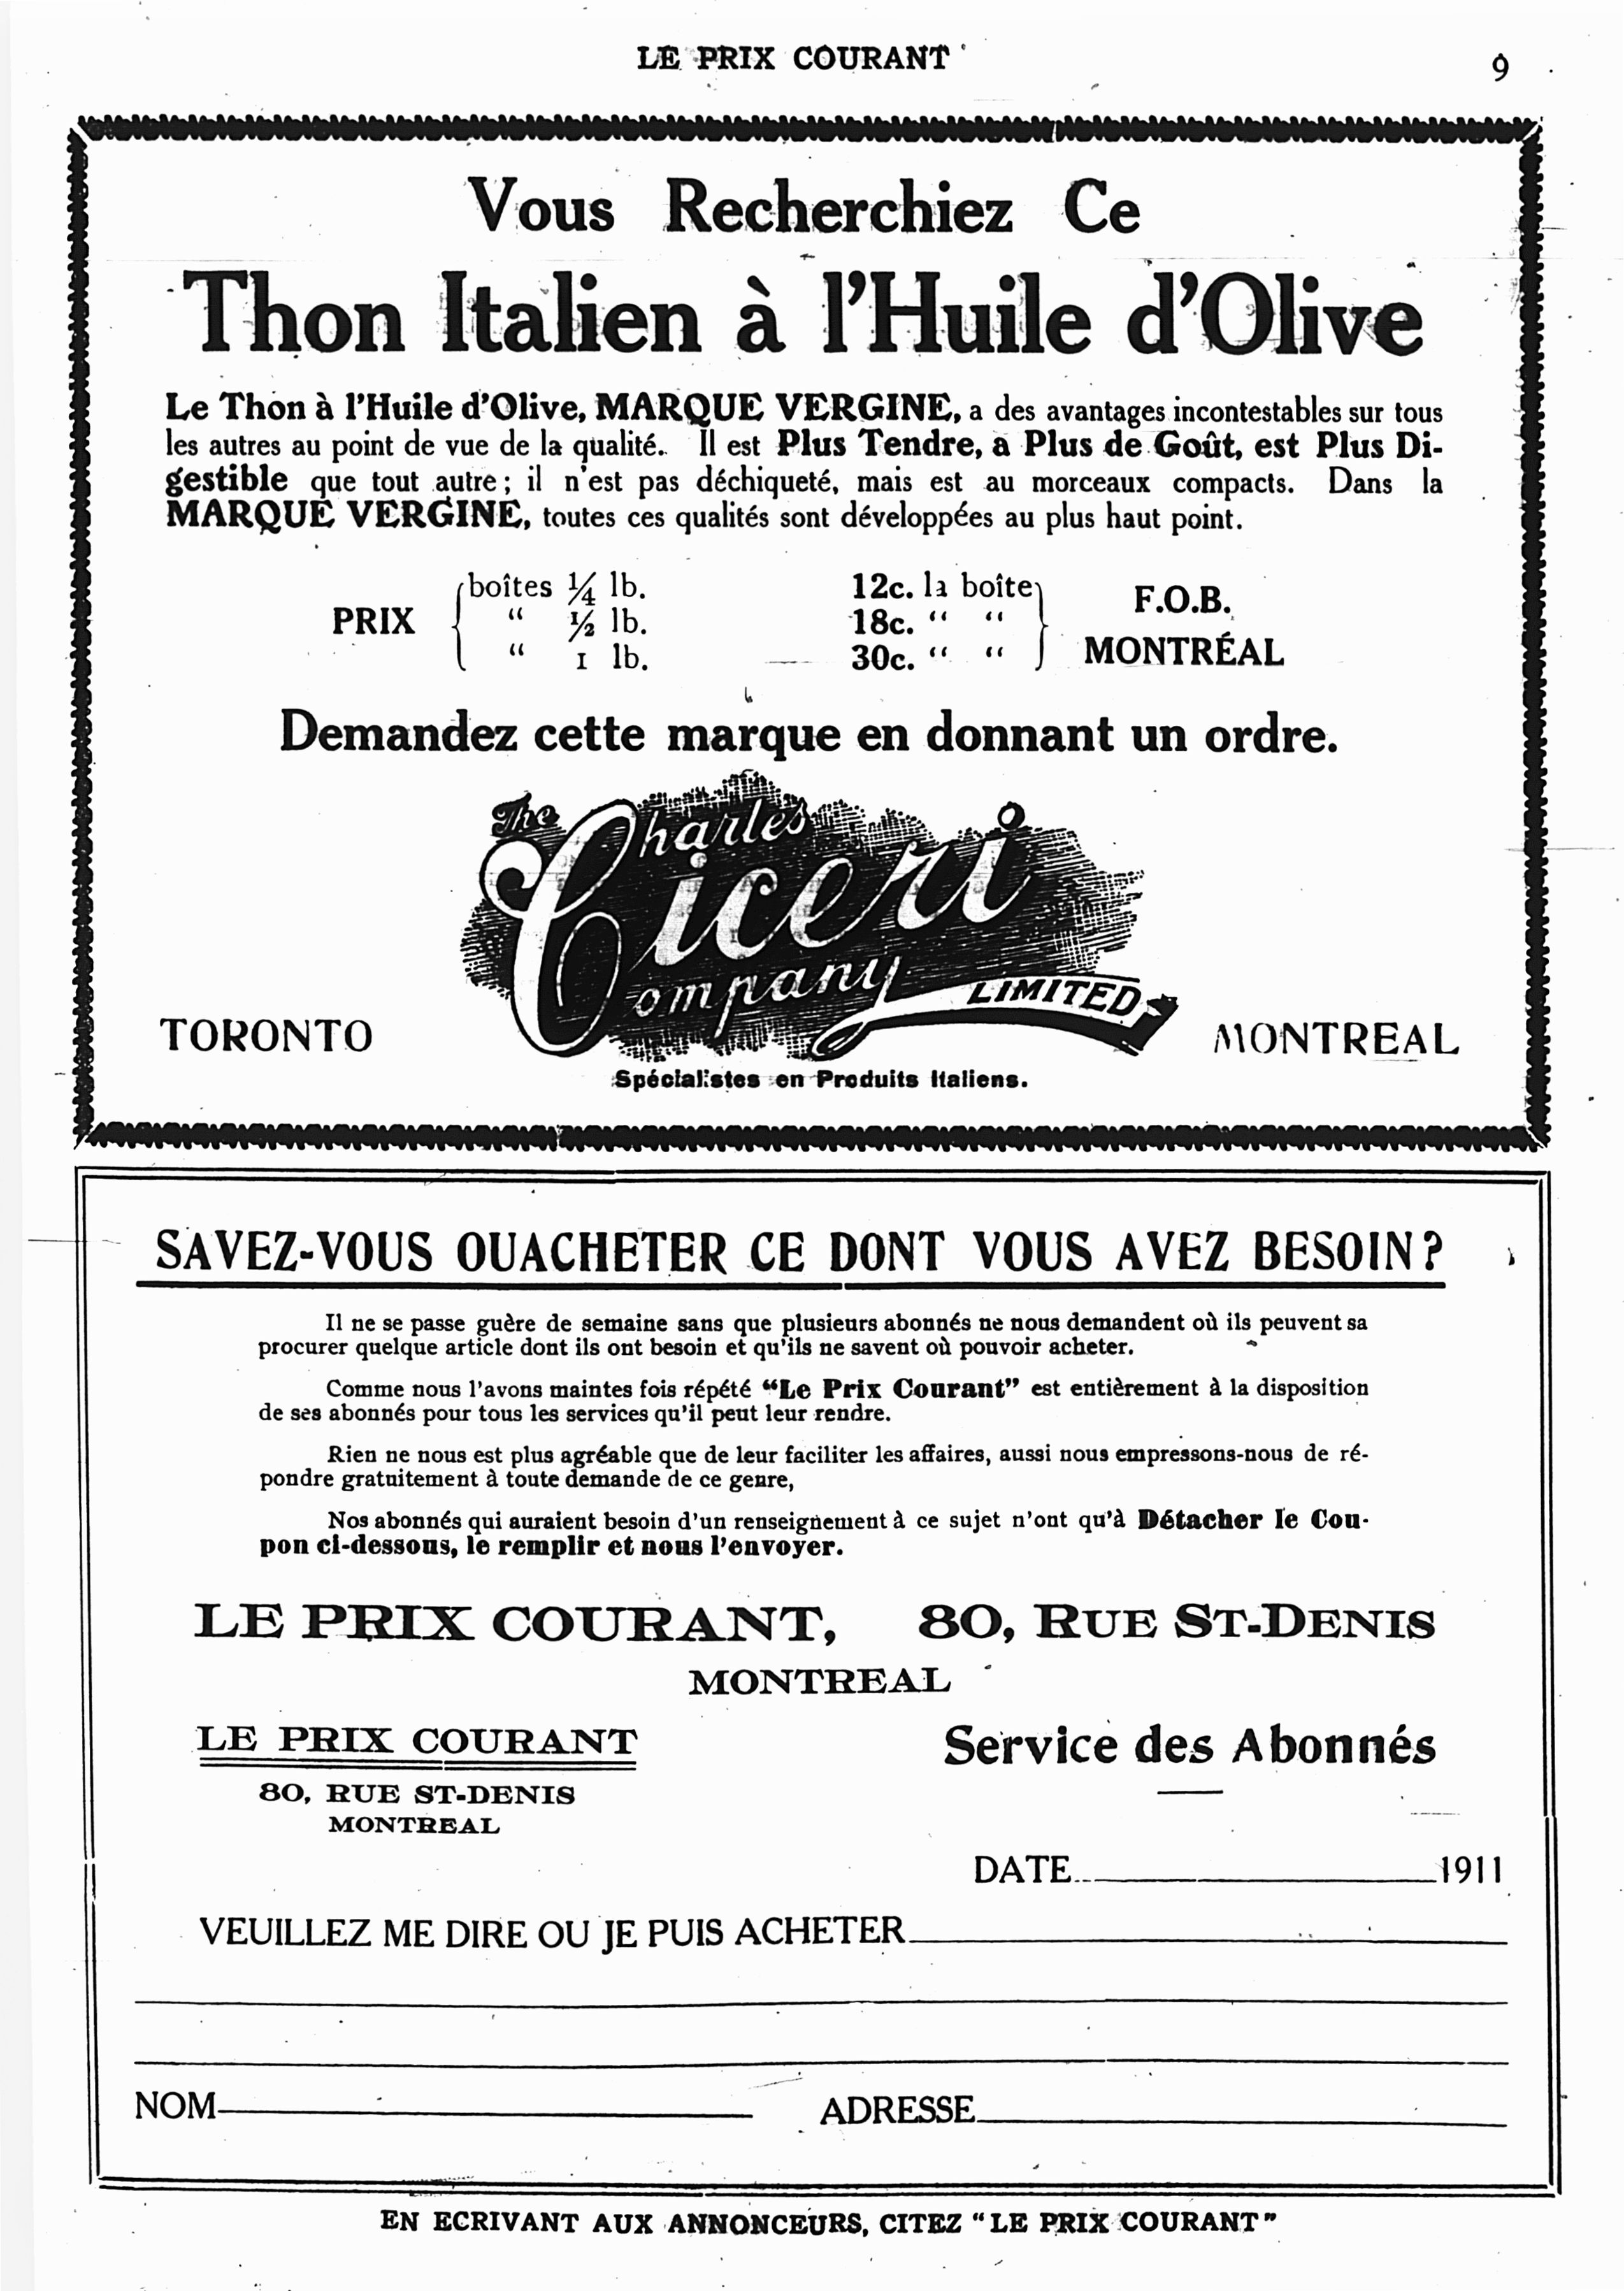 LE PRIX COURANT
9
Vous Recherchiez Ce
Thon Italien à l'Huile d'Olive
Le Thon à l'Huile d'Olive, MARQUE VERGINE, a des avantages incontestables sur tous
les autres au point de vue de la qualité. Il est Plus Tendre, a Plus de Goût, est Plus Di-
gestible que tout autre; il n'est pas déchiqueté, mais est au morceaux compacts. Dans la
MARQUE VERGINE, toutes ces qualités sont développées au plus haut point.
PRIX
boîtes ¼ lb. 12c. la boîte
“ ½ lb. 18c. “ “
“ 1 lb. 30c. “ “
F.O.B.
MONTRÉAL
Demandez cette marque en donnant un ordre.
The Charles
Ciceri
Company LIMITED
TORONTO
MONTREAL
Spécialistes en Produits Italiens.
SAVEZ-VOUS OUACHETER CE DONT VOUS AVEZ BESOIN?
Il ne se passe guère de semaine sans que plusieurs abonnés ne nous demandent où ils peuvent sa
procurer quelque article dont ils ont besoin et qu'ils ne savent où pouvoir acheter.
Comme nous l'avons maintes fois répété “Le Prix Courant” est entièrement à la disposition
de ses abonnés pour tous les services qu'il peut leur rendre.
Rien ne nous est plus agréable que de leur faciliter les affaires, aussi nous empressons-nous de ré-
pondre gratuitement à toute demande de ce genre,
Nos abonnés qui auraient besoin d'un renseignement à ce sujet n'ont qu'à Détacher le Cou-
pon ci-dessous, le remplir et nous l'envoyer.
LE PRIX COURANT, 80, RUE ST-DENIS
MONTREAL
LE PRIX COURANT
80, RUE ST-DENIS
MONTREAL
Service des Abonnés
DATE 1911
VEUILLEZ ME DIRE OU JE PUIS ACHETER
NOM ADRESSE
EN ECRIVANT AUX ANNONCEURS, CITEZ “LE PRIX COURANT”